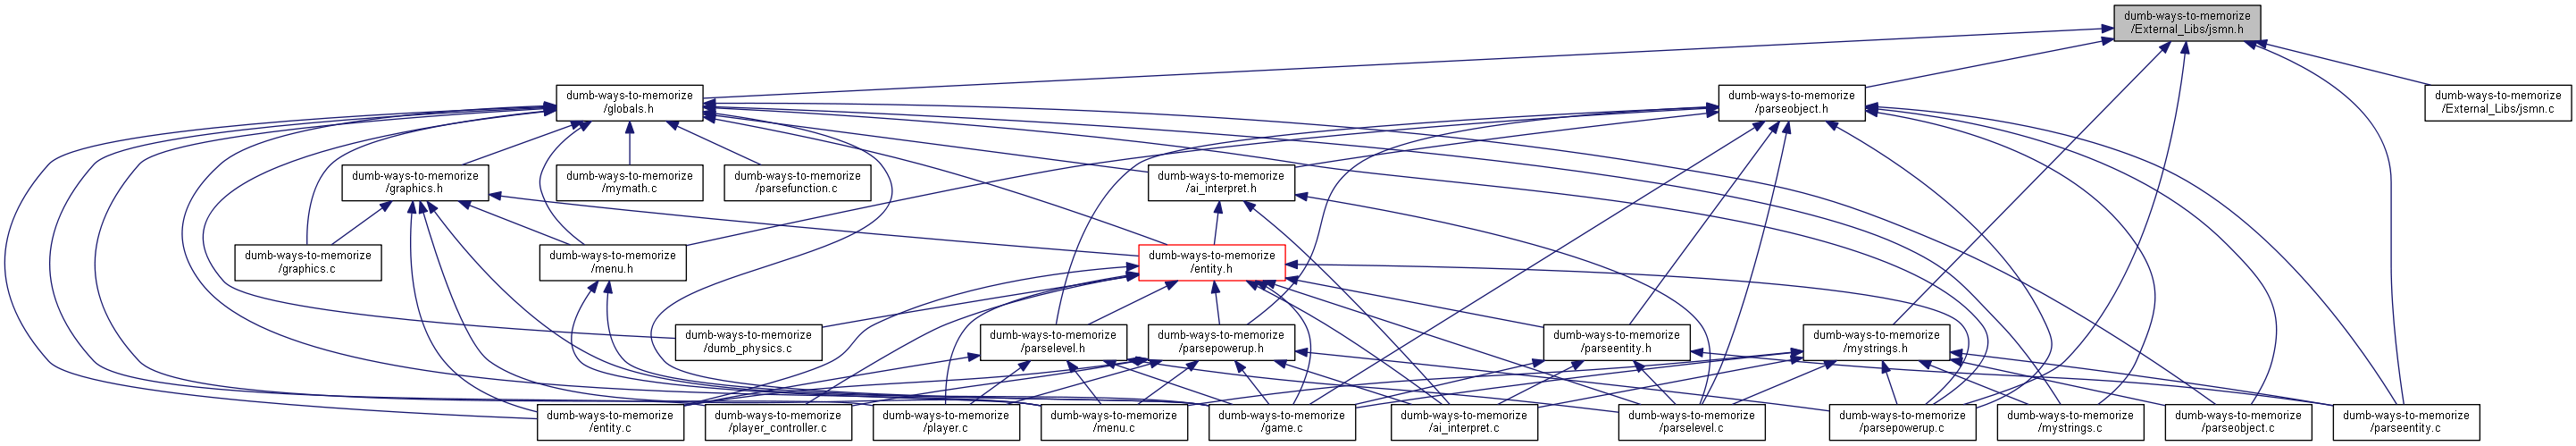 dumb-ways-to-memorize
/External_Libs/jsmn.h
dumb-ways-to-memorize
/globals.h
dumb-ways-to-memorize
/parseobject.h
dumb-ways-to-memorize
/External_Libs/jsmn.c
dumb-ways-to-memorize
/graphics.h
dumb-ways-to-memorize
/mymath.c
dumb-ways-to-memorize
/parsefunction.c
dumb-ways-to-memorize
/ai_interpret.h
dumb-ways-to-memorize
/graphics.c
dumb-ways-to-memorize
/menu.h
dumb-ways-to-memorize
/entity.h
dumb-ways-to-memorize
/dumb_physics.c
dumb-ways-to-memorize
/parselevel.h
dumb-ways-to-memorize
/parsepowerup.h
dumb-ways-to-memorize
/parseentity.h
dumb-ways-to-memorize
/mystrings.h
dumb-ways-to-memorize
/entity.c
dumb-ways-to-memorize
/player_controller.c
dumb-ways-to-memorize
/player.c
dumb-ways-to-memorize
/menu.c
dumb-ways-to-memorize
/game.c
dumb-ways-to-memorize
/ai_interpret.c
dumb-ways-to-memorize
/parselevel.c
dumb-ways-to-memorize
/parsepowerup.c
dumb-ways-to-memorize
/mystrings.c
dumb-ways-to-memorize
/parseobject.c
dumb-ways-to-memorize
/parseentity.c